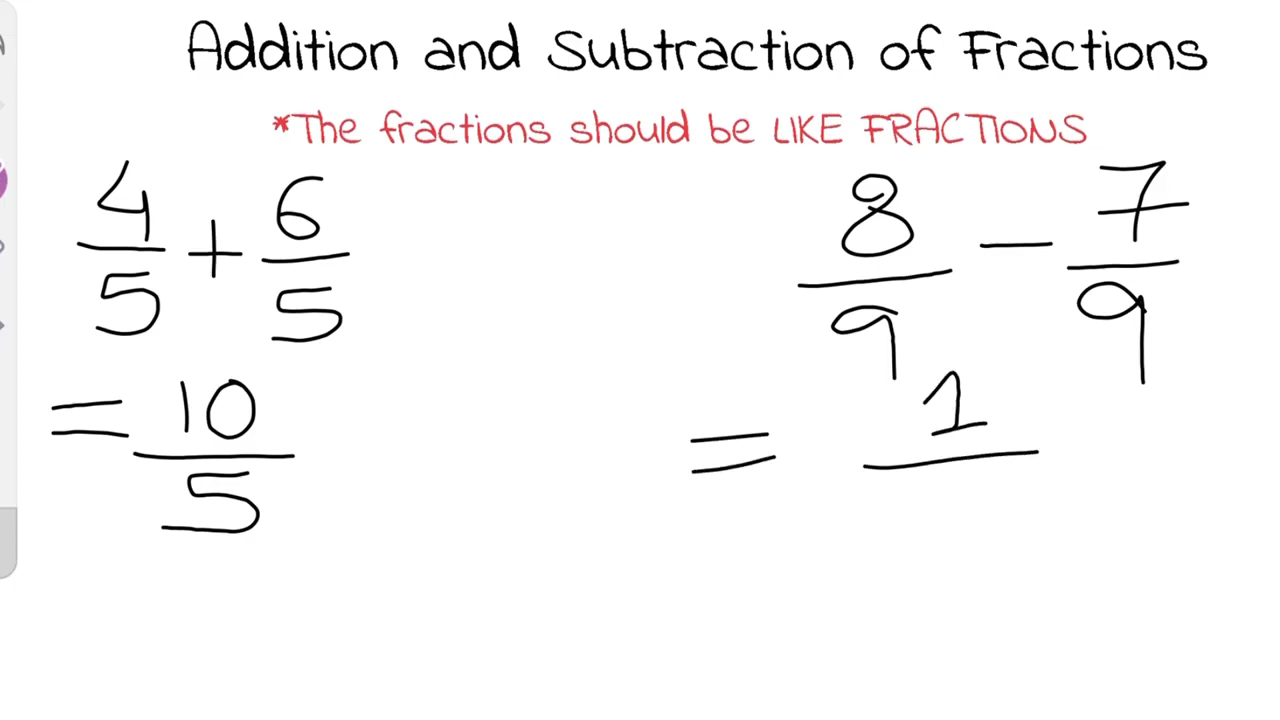 Addition and Subtraction of Fractions
*The fractions should be LIKE FRACTIONS
4/5 + 6/5
= 10/5
8/9 − 7/9
= 1/